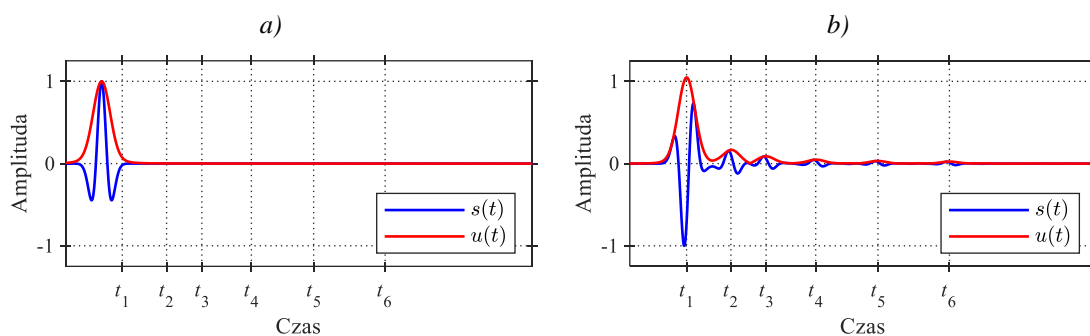 a)
1
0
-1
Amplituda
s(t)
u(t)
t1 t2 t3 t4 t5 t6
Czas
b)
1
0
-1
Amplituda
s(t)
u(t)
t1 t2 t3 t4 t5 t6
Czas